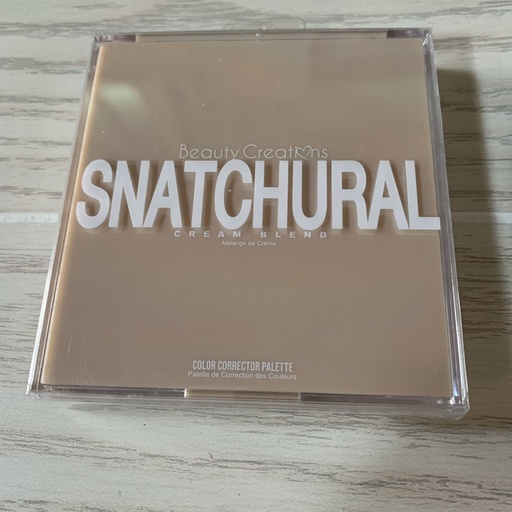 Beauty Creations
SNATCHURAL
CREAM BLEND
Mélange de Crème
COLOR CORRECTOR PALETTE
Palette de Correction des Couleurs